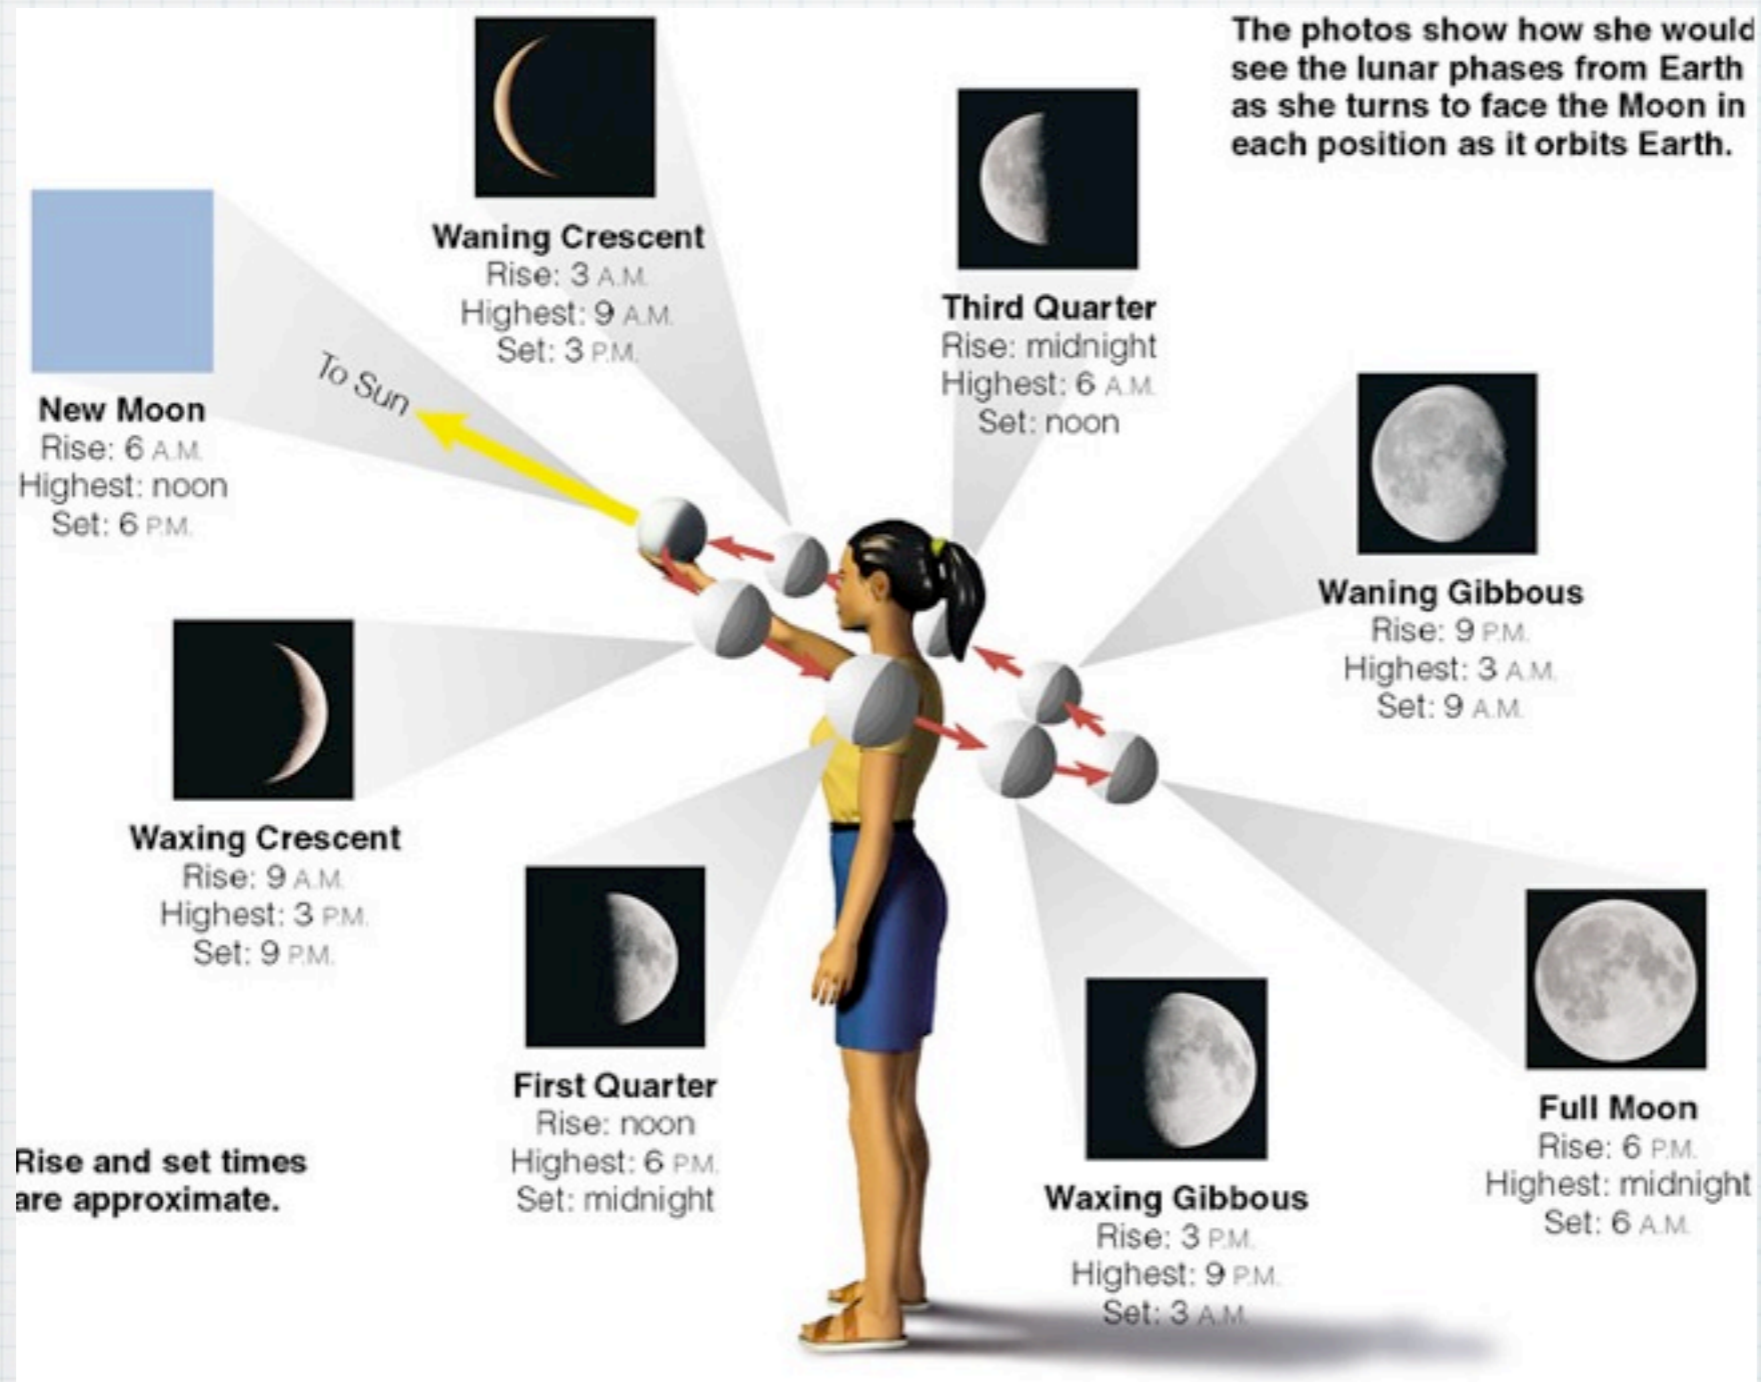 The photos show how she would
see the lunar phases from Earth
as she turns to face the Moon in
each position as it orbits Earth.
Waning Crescent
Rise: 3 A.M.
Highest: 9 A.M.
Set: 3 P.M.
Third Quarter
Rise: midnight
Highest: 6 A.M.
Set: noon
To Sun
New Moon
Rise: 6 A.M.
Highest: noon
Set: 6 P.M.
Waning Gibbous
Rise: 9 P.M.
Highest: 3 A.M.
Set: 9 A.M.
Waxing Crescent
Rise: 9 A.M.
Highest: 3 P.M.
Set: 9 P.M.
First Quarter
Rise: noon
Highest: 6 P.M.
Set: midnight
Waxing Gibbous
Rise: 3 P.M.
Highest: 9 P.M.
Set: 3 A.M.
Full Moon
Rise: 6 P.M.
Highest: midnight
Set: 6 A.M.
Rise and set times
are approximate.